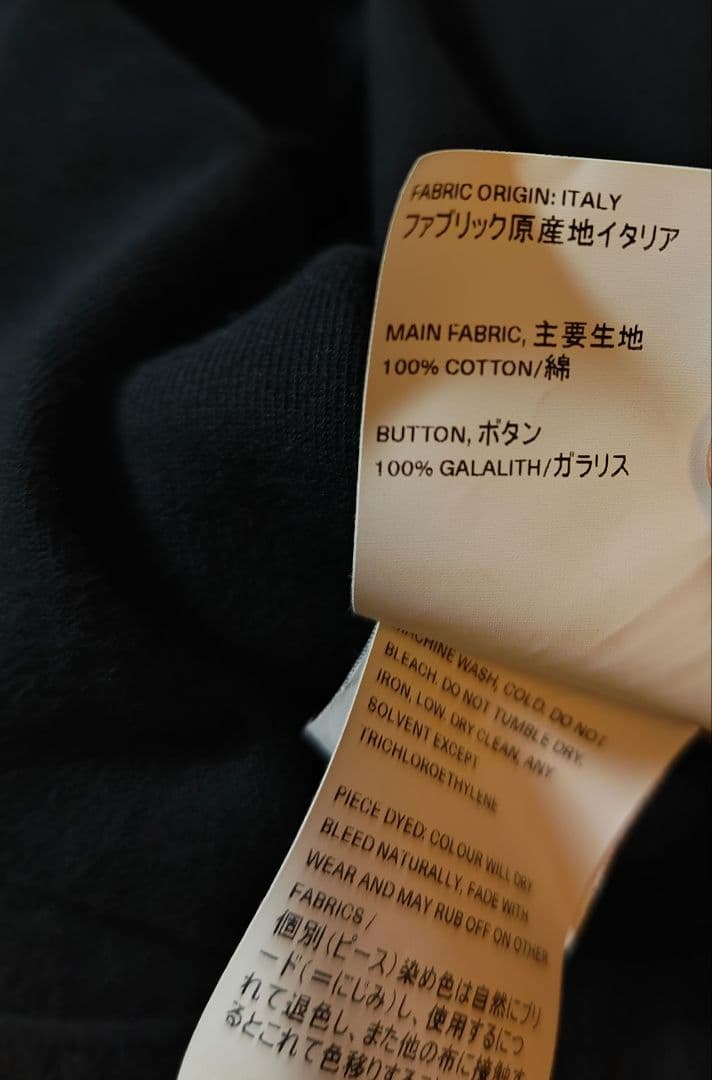 FABRIC ORIGIN: ITALY
ファブリック原産地イタリア
MAIN FABRIC, 主要生地
100% COTTON/綿
BUTTON, ボタン
100% GALALITH/ガラリス
MACHINE WASH, COLD. DO NOT
BLEACH. DO NOT TUMBLE DRY.
IRON, LOW. DRY CLEAN, ANY
SOLVENT EXCEPT
TRICHLOROETHYLENE
PIECE DYED: COLOUR WILL DRY
BLEED NATURALLY, FADE WITH
WEAR AND MAY RUB OFF ON OTHER
FABRICS /
個別(ピース)染め色は自然にブリ
ード(=にじみ)し、使用するにつ
れて退色し、また他の布に接触す
るとこれて色移りする